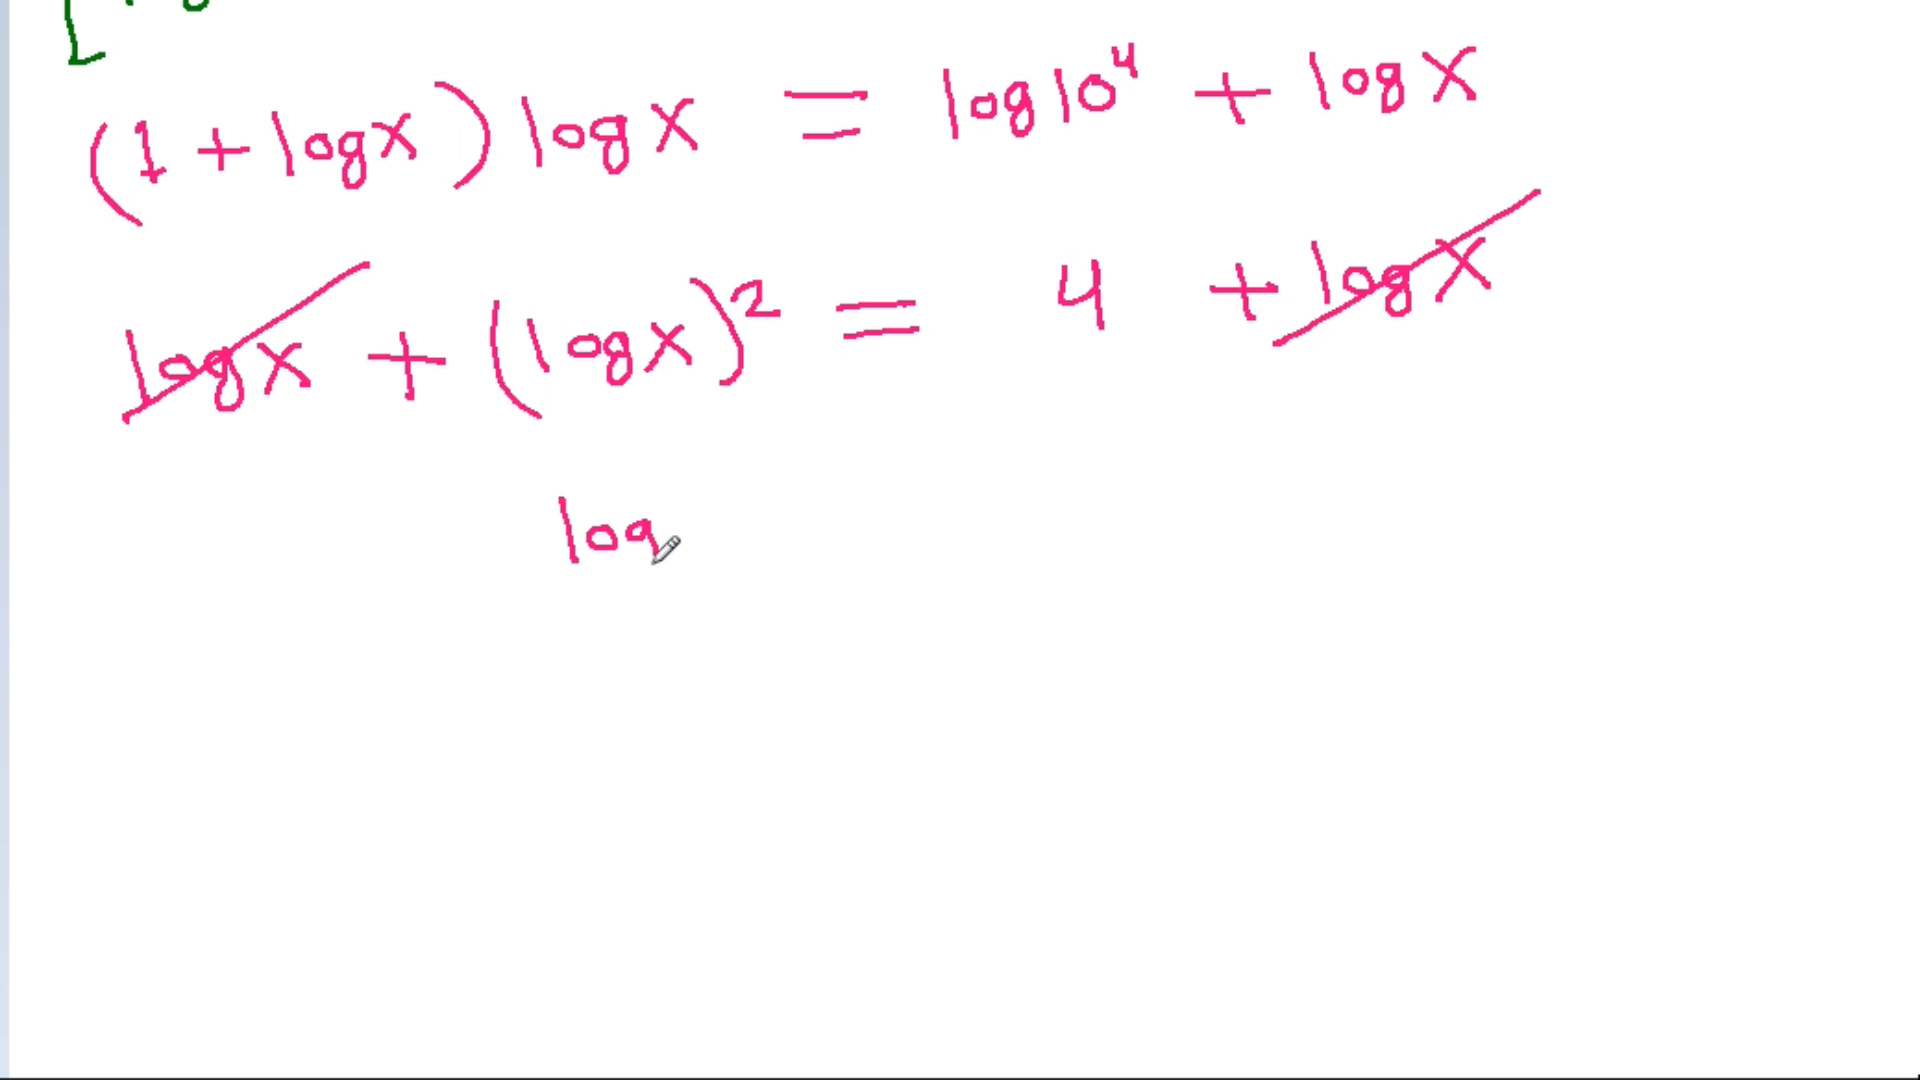 (1 + log x) log x = log 10⁴ + log x
log x + (log x)² = 4 + log x
log